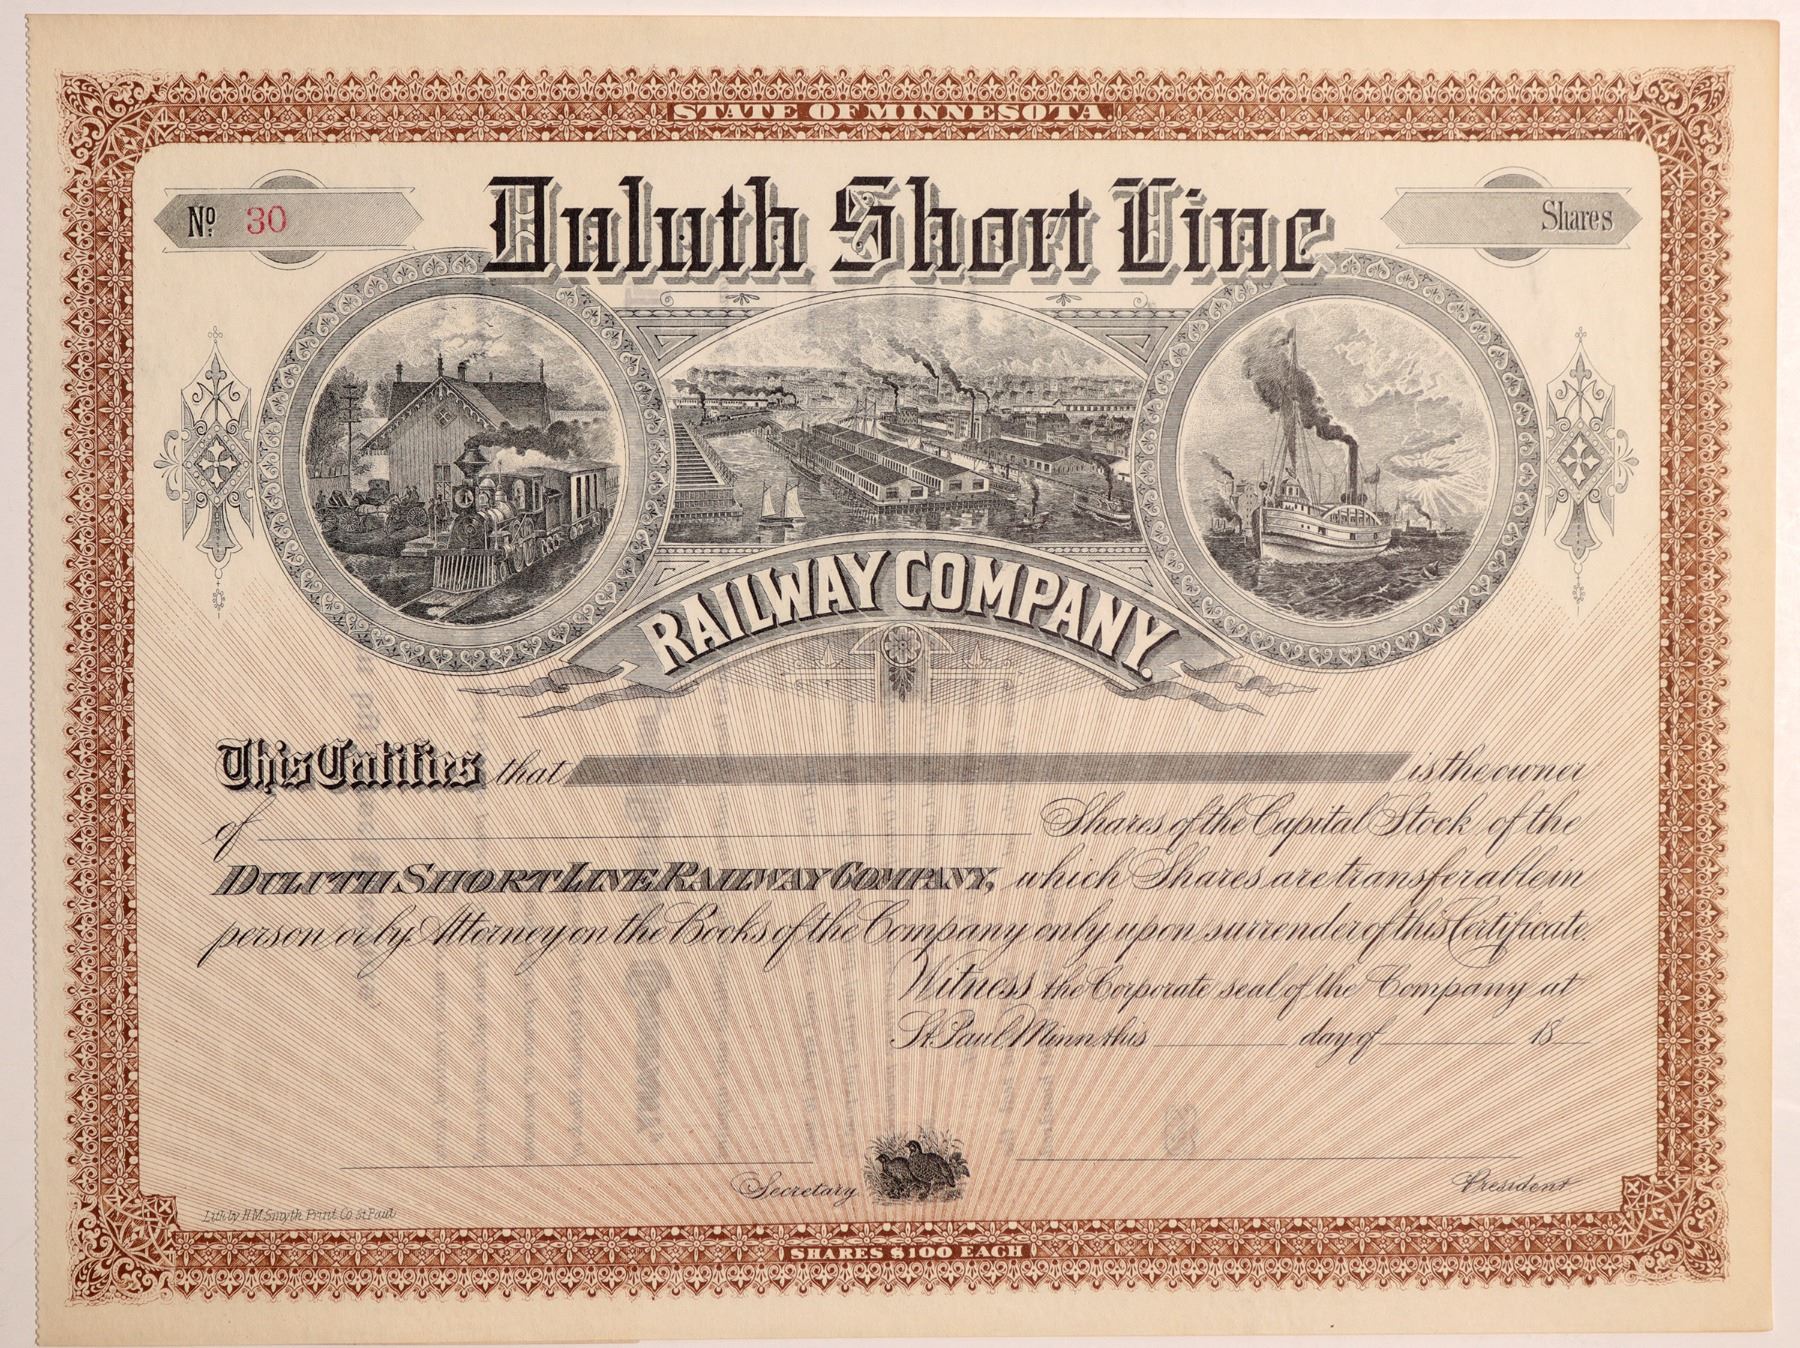 STATE OF MINNESOTA.
No. 30
Duluth Short Line
Shares
RAILWAY COMPANY.
This Certifies that is the owner
of Shares of the Capital Stock of the
DULUTH SHORT LINE RAILWAY COMPANY, which Shares are transferable in
person or by Attorney on the Books of the Company only upon surrender of this Certificate.
Witness the Corporate seal of the Company at
St. Paul, Minn. this day of 18
Secretary
President
Lith by H.M. Smyth Print Co St Paul
SHARES $100 EACH